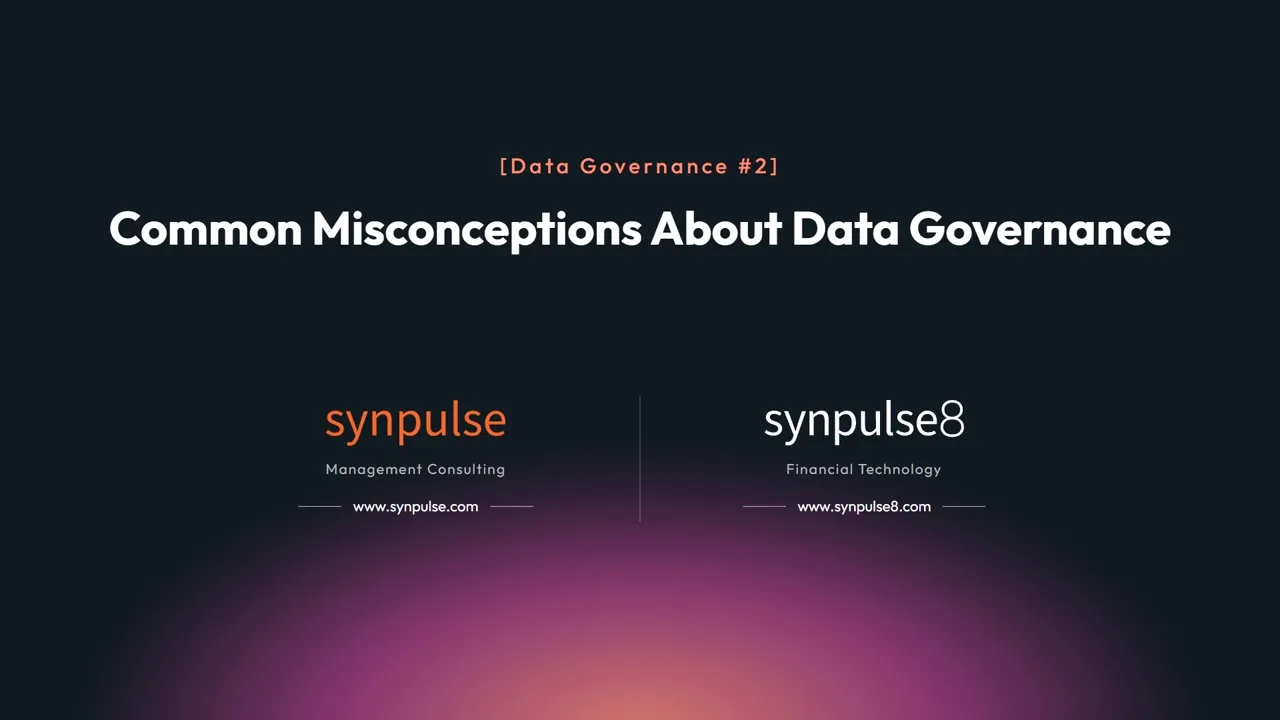 [Data Governance #2]
Common Misconceptions About Data Governance
synpulse
Management Consulting
www.synpulse.com
synpulse8
Financial Technology
www.synpulse8.com